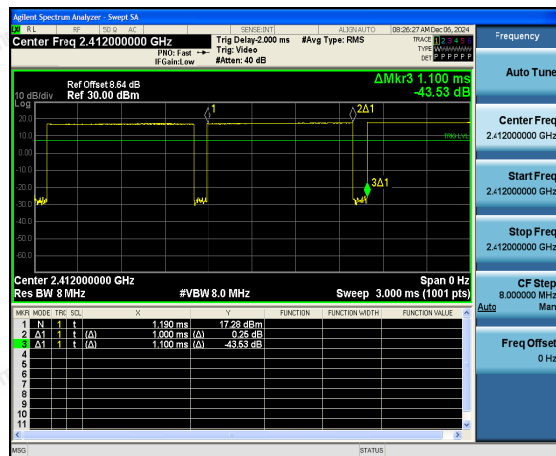 Agilent Spectrum Analyzer - Swept SA
RL RF 50 Ω AC SENSE:INT ALIGNAUTO 08:26:27 AM Dec 06, 2024
Center Freq 2.412000000 GHz
PNO: Fast
IFGain:Low
Trig Delay-2.000 ms
Trig: Video
#Atten: 40 dB
#Avg Type: RMS
TRACE 1 2 3 4 5 6
TYPE WWWWWW
DET P P P P P P
Ref Offset 8.64 dB
10 dB/div Ref 30.00 dBm
Log
ΔMkr3 1.100 ms
-43.53 dB
20.0
10.0
0.00
-10.0
-20.0
-30.0
-40.0
-50.0
-60.0
1
2Δ1
3Δ1
TRIG LVL
Center 2.412000000 GHz Span 0 Hz
Res BW 8 MHz #VBW 8.0 MHz Sweep 3.000 ms (1001 pts)
MKR MODE TRC SCL X Y FUNCTION FUNCTION WIDTH FUNCTION VALUE
1 N 1 t 1.190 ms 17.28 dBm
2 Δ1 1 t (Δ) 1.000 ms (Δ) 0.25 dB
3 Δ1 1 t (Δ) 1.100 ms (Δ) -43.53 dB
4
5
6
7
8
9
10
11
MSG STATUS
Frequency
Auto Tune
Center Freq
2.412000000 GHz
Start Freq
2.412000000 GHz
Stop Freq
2.412000000 GHz
CF Step
8.000000 MHz
Auto Man
Freq Offset
0 Hz